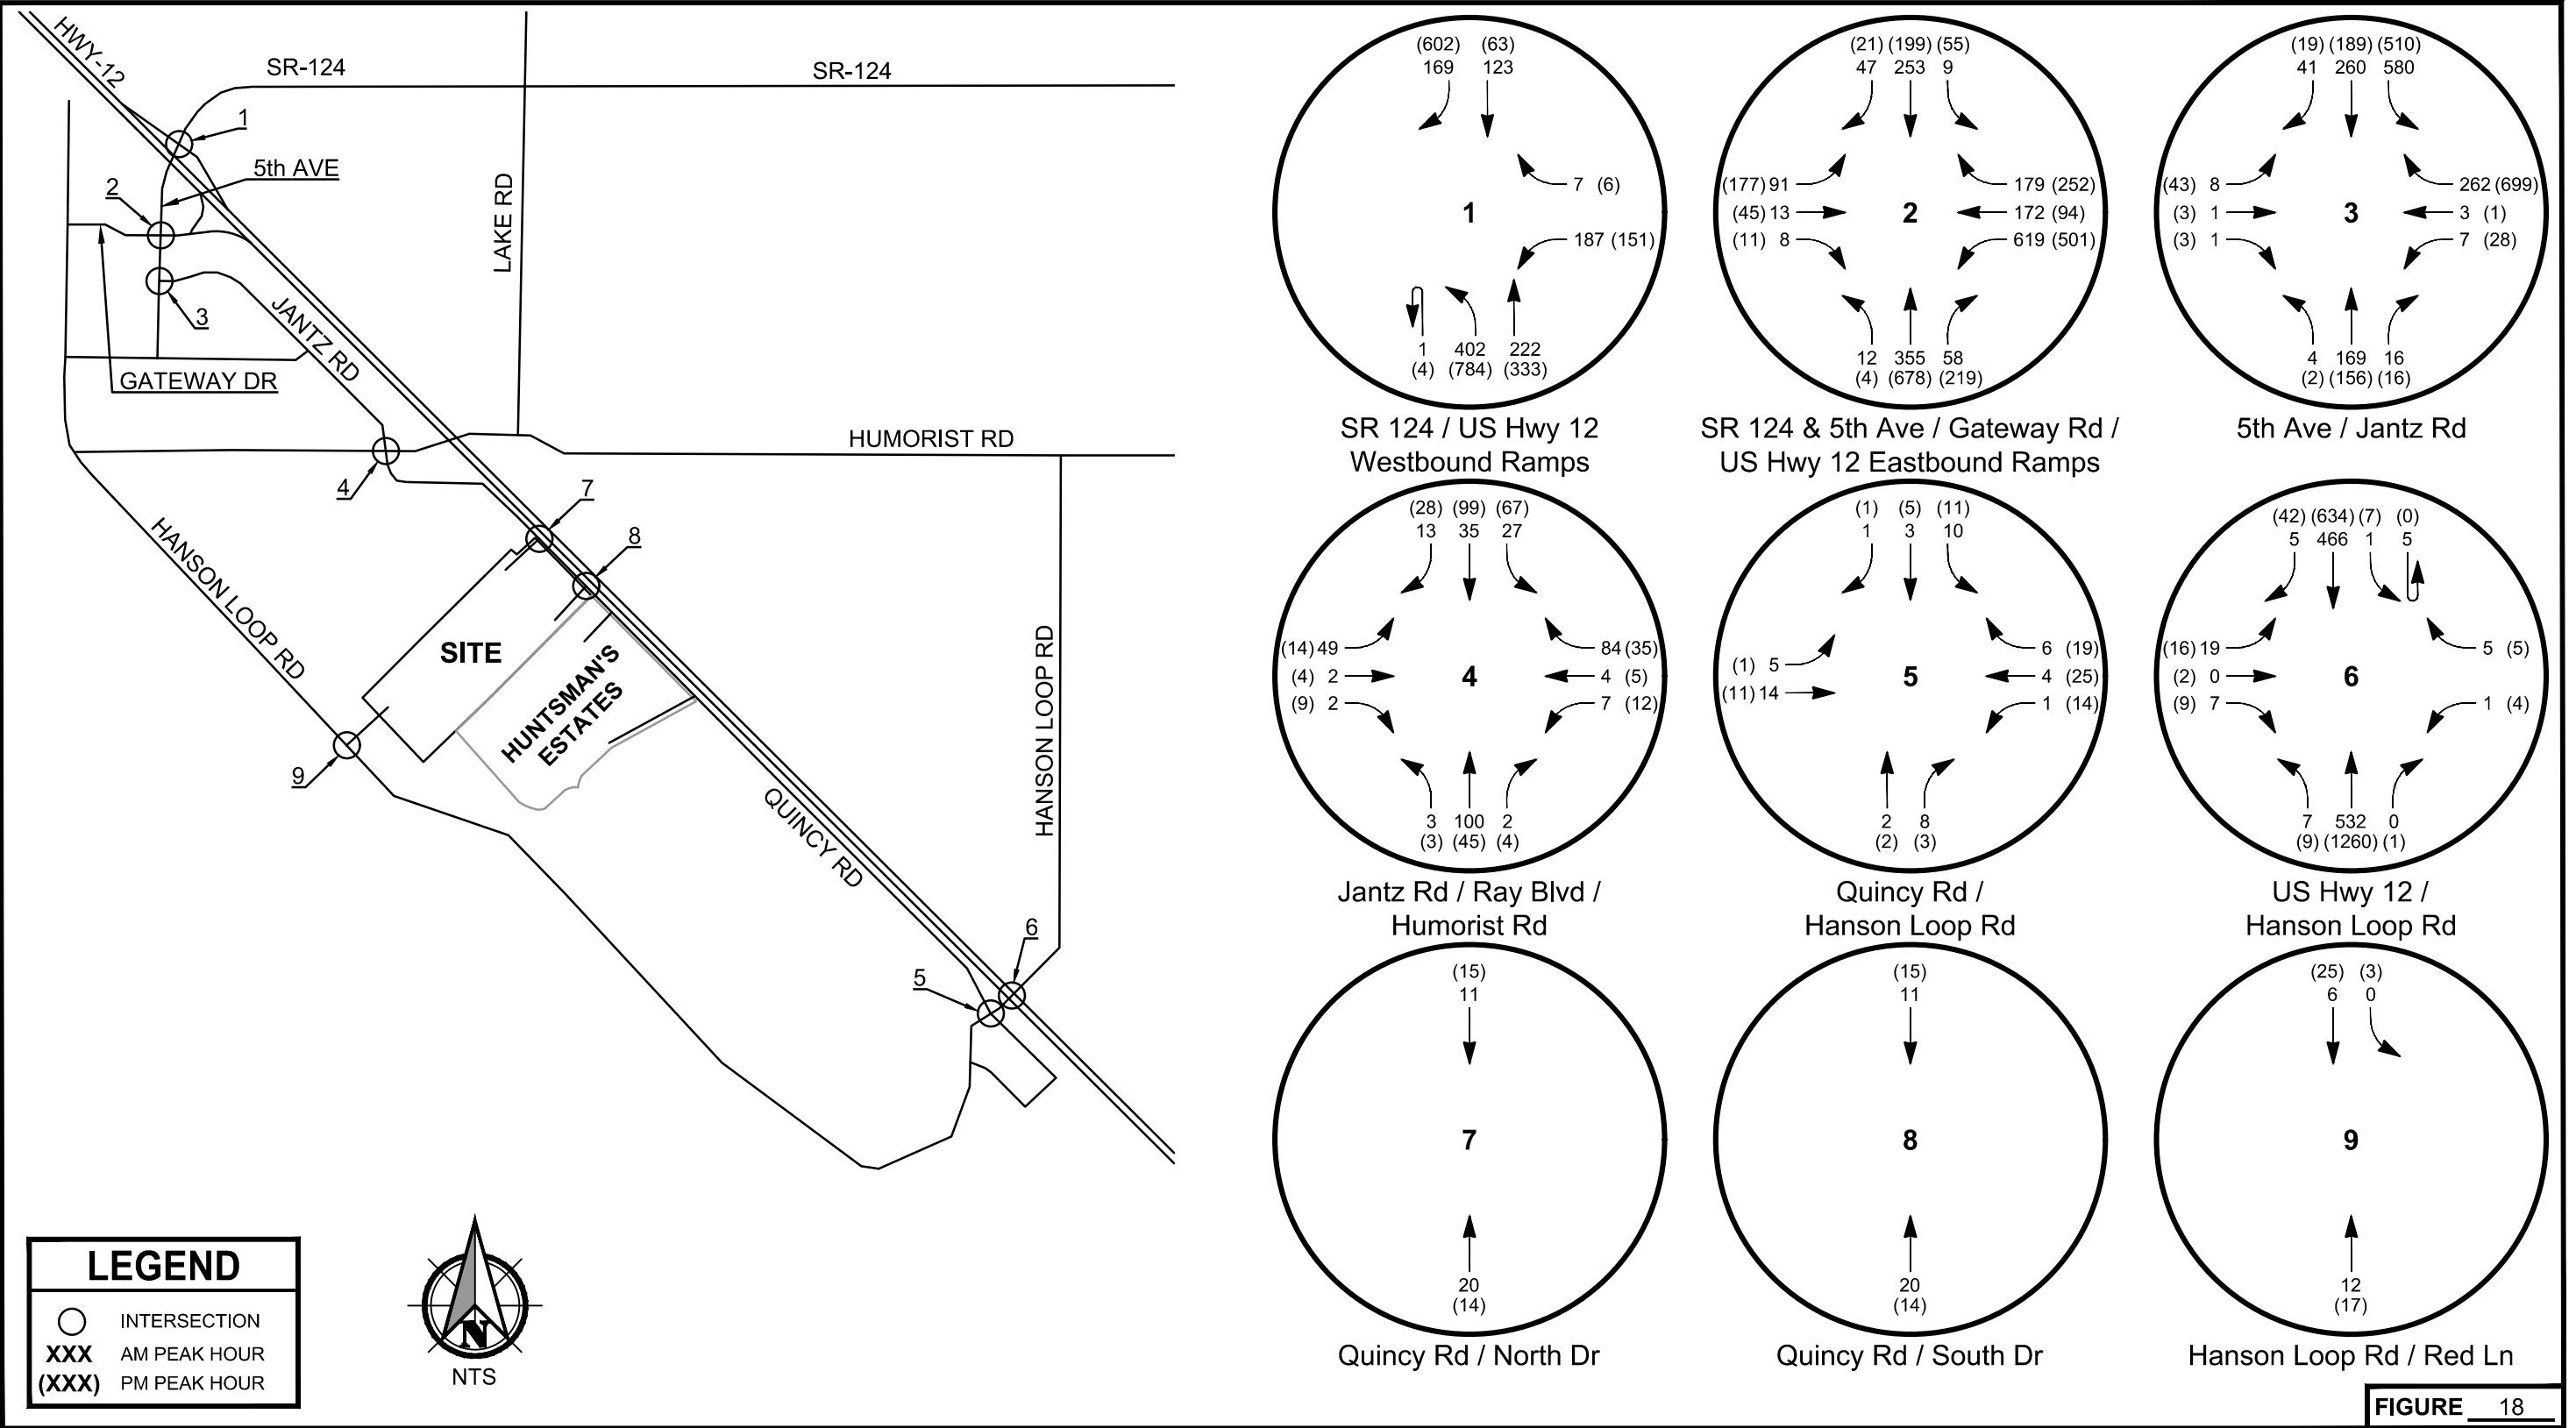 HWY-12
SR-124
SR-124
1
5th AVE
2
LAKE RD
3
JANTZ RD
GATEWAY DR
HUMORIST RD
4
7
8
HANSON LOOP RD
SITE
HUNTSMAN'S
ESTATES
HANSON LOOP RD
9
QUINCY RD
6
5
LEGEND
INTERSECTION
XXX AM PEAK HOUR
(XXX) PM PEAK HOUR
N
NTS
(602) (63)
169 123
7 (6)
1
187 (151)
1 402 222
(4) (784) (333)
SR 124 / US Hwy 12
Westbound Ramps
(21) (199) (55)
47 253 9
(177) 91 179 (252)
(45) 13 2 172 (94)
(11) 8 619 (501)
12 355 58
(4) (678) (219)
SR 124 & 5th Ave / Gateway Rd /
US Hwy 12 Eastbound Ramps
(19) (189) (510)
41 260 580
(43) 8 262 (699)
(3) 1 3 3 (1)
(3) 1 7 (28)
4 169 16
(2) (156) (16)
5th Ave / Jantz Rd
(28) (99) (67)
13 35 27
(14) 49 84 (35)
(4) 2 4 4 (5)
(9) 2 7 (12)
3 100 2
(3) (45) (4)
Jantz Rd / Ray Blvd /
Humorist Rd
(1) (5) (11)
1 3 10
6 (19)
(1) 5 5 4 (25)
(11) 14 1 (14)
2 8
(2) (3)
Quincy Rd /
Hanson Loop Rd
(42) (634) (7) (0)
5 466 1 5
(16) 19 5 (5)
(2) 0 6
(9) 7 1 (4)
7 532 0
(9) (1260) (1)
US Hwy 12 /
Hanson Loop Rd
(15)
11
7
20
(14)
Quincy Rd / North Dr
(15)
11
8
20
(14)
Quincy Rd / South Dr
(25) (3)
6 0
9
12
(17)
Hanson Loop Rd / Red Ln
FIGURE 18